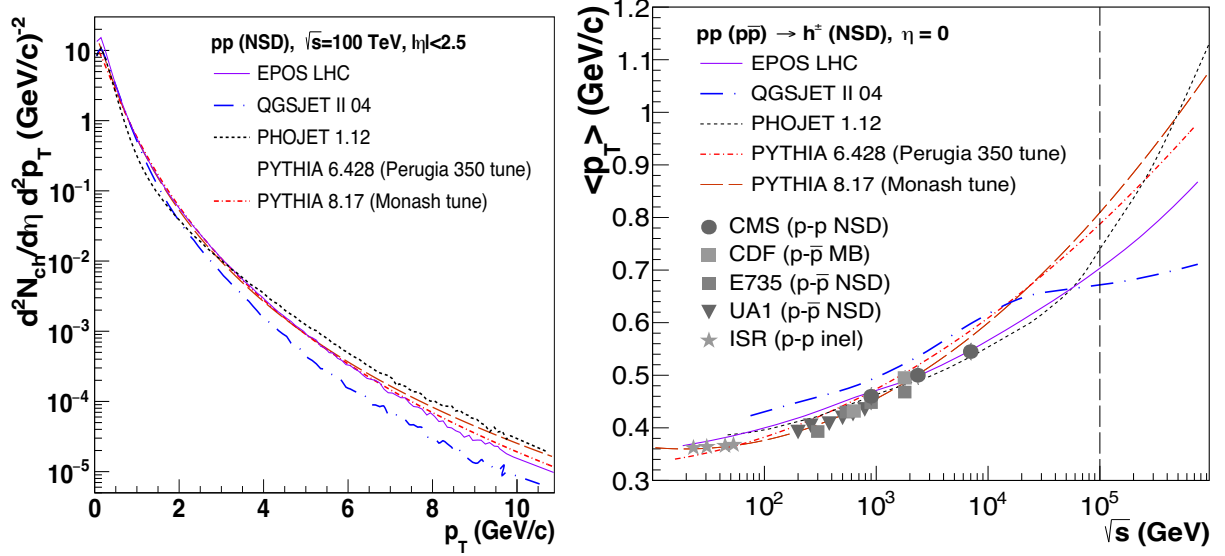 d²N_ch/dη d²p_T (GeV/c)⁻²
10
1
10⁻¹
10⁻²
10⁻³
10⁻⁴
10⁻⁵
pp (NSD), √s=100 TeV, |η|<2.5
EPOS LHC
QGSJET II 04
PHOJET 1.12
PYTHIA 6.428 (Perugia 350 tune)
PYTHIA 8.17 (Monash tune)
0 2 4 6 8 10
p_T (GeV/c)
<p_T> (GeV/c)
1.2
1.1
1
0.9
0.8
0.7
0.6
0.5
0.4
0.3
pp (pp̅) → h± (NSD), η = 0
EPOS LHC
QGSJET II 04
PHOJET 1.12
PYTHIA 6.428 (Perugia 350 tune)
PYTHIA 8.17 (Monash tune)
CMS (p-p NSD)
CDF (p-p̅ MB)
E735 (p-p̅ NSD)
UA1 (p-p̅ NSD)
ISR (p-p inel)
10² 10³ 10⁴ 10⁵
√s (GeV)